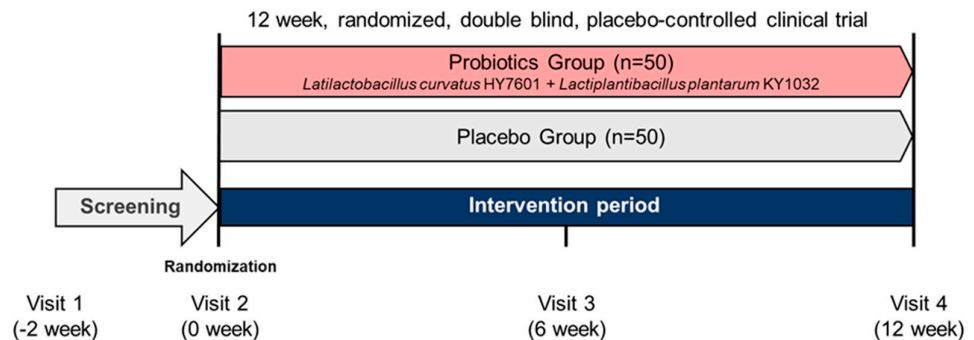 12 week, randomized, double blind, placebo-controlled clinical trial
Probiotics Group (n=50)
Latilactobacillus curvatus HY7601 + Lactiplantibacillus plantarum KY1032
Placebo Group (n=50)
Screening
Intervention period
Randomization
Visit 1
(-2 week)
Visit 2
(0 week)
Visit 3
(6 week)
Visit 4
(12 week)